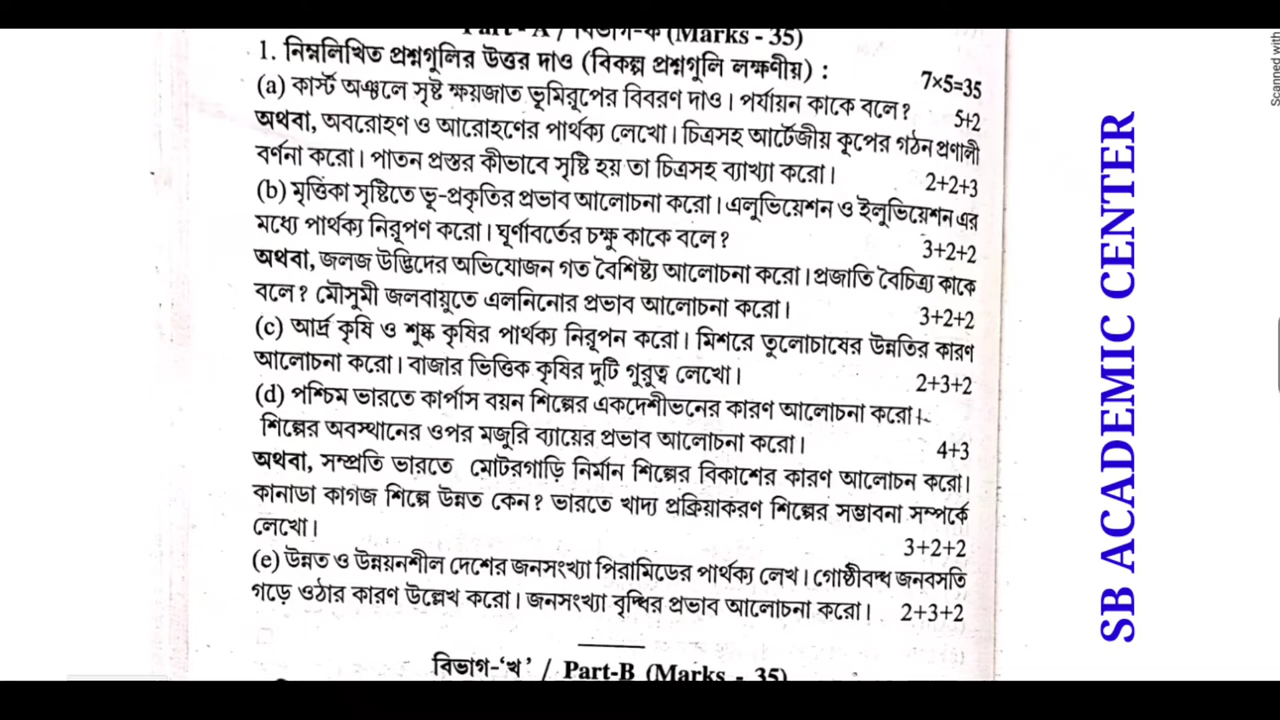 Part - A / বিভাগ-ক (Marks - 35)
1. নিম্নলিখিত প্রশ্নগুলির উত্তর দাও (বিকল্প প্রশ্নগুলি লক্ষণীয়) : 7×5=35
(a) কার্স্ট অঞ্চলে সৃষ্ট ক্ষয়জাত ভূমিরূপের বিবরণ দাও। পর্যায়ন কাকে বলে? 5+2
অথবা, অবরোহণ ও আরোহণের পার্থক্য লেখো। চিত্রসহ আর্টেজীয় কূপের গঠন প্রণালী
বর্ণনা করো। পাতন প্রস্তর কীভাবে সৃষ্টি হয় তা চিত্রসহ ব্যাখ্যা করো। 2+2+3
(b) মৃত্তিকা সৃষ্টিতে ভূ-প্রকৃতির প্রভাব আলোচনা করো। এলুভিয়েশন ও ইলুভিয়েশন এর
মধ্যে পার্থক্য নিরূপণ করো। ঘূর্ণাবর্তের চক্ষু কাকে বলে? 3+2+2
অথবা, জলজ উদ্ভিদের অভিযোজন গত বৈশিষ্ট্য আলোচনা করো। প্রজাতি বৈচিত্র্য কাকে
বলে? মৌসুমী জলবায়ুতে এলনিনোর প্রভাব আলোচনা করো। 3+2+2
(c) আর্দ্র কৃষি ও শুষ্ক কৃষির পার্থক্য নিরূপন করো। মিশরে তুলোচাষের উন্নতির কারণ
আলোচনা করো। বাজার ভিত্তিক কৃষির দুটি গুরুত্ব লেখো। 2+3+2
(d) পশ্চিম ভারতে কার্পাস বয়ন শিল্পের একদেশীভনের কারণ আলোচনা করো।
শিল্পের অবস্থানের ওপর মজুরি ব্যায়ের প্রভাব আলোচনা করো। 4+3
অথবা, সম্প্রতি ভারতে মোটরগাড়ি নির্মান শিল্পের বিকাশের কারণ আলোচন করো।
কানাডা কাগজ শিল্পে উন্নত কেন? ভারতে খাদ্য প্রক্রিয়াকরণ শিল্পের সম্ভাবনা সম্পর্কে
লেখো। 3+2+2
(e) উন্নত ও উন্নয়নশীল দেশের জনসংখ্যা পিরামিডের পার্থক্য লেখ। গোষ্ঠীবদ্ধ জনবসতি
গড়ে ওঠার কারণ উল্লেখ করো। জনসংখ্যা বৃদ্ধির প্রভাব আলোচনা করো। 2+3+2
বিভাগ-‘খ’ / Part-B (Marks - 35)
SB ACADEMIC CENTER
Scanned with